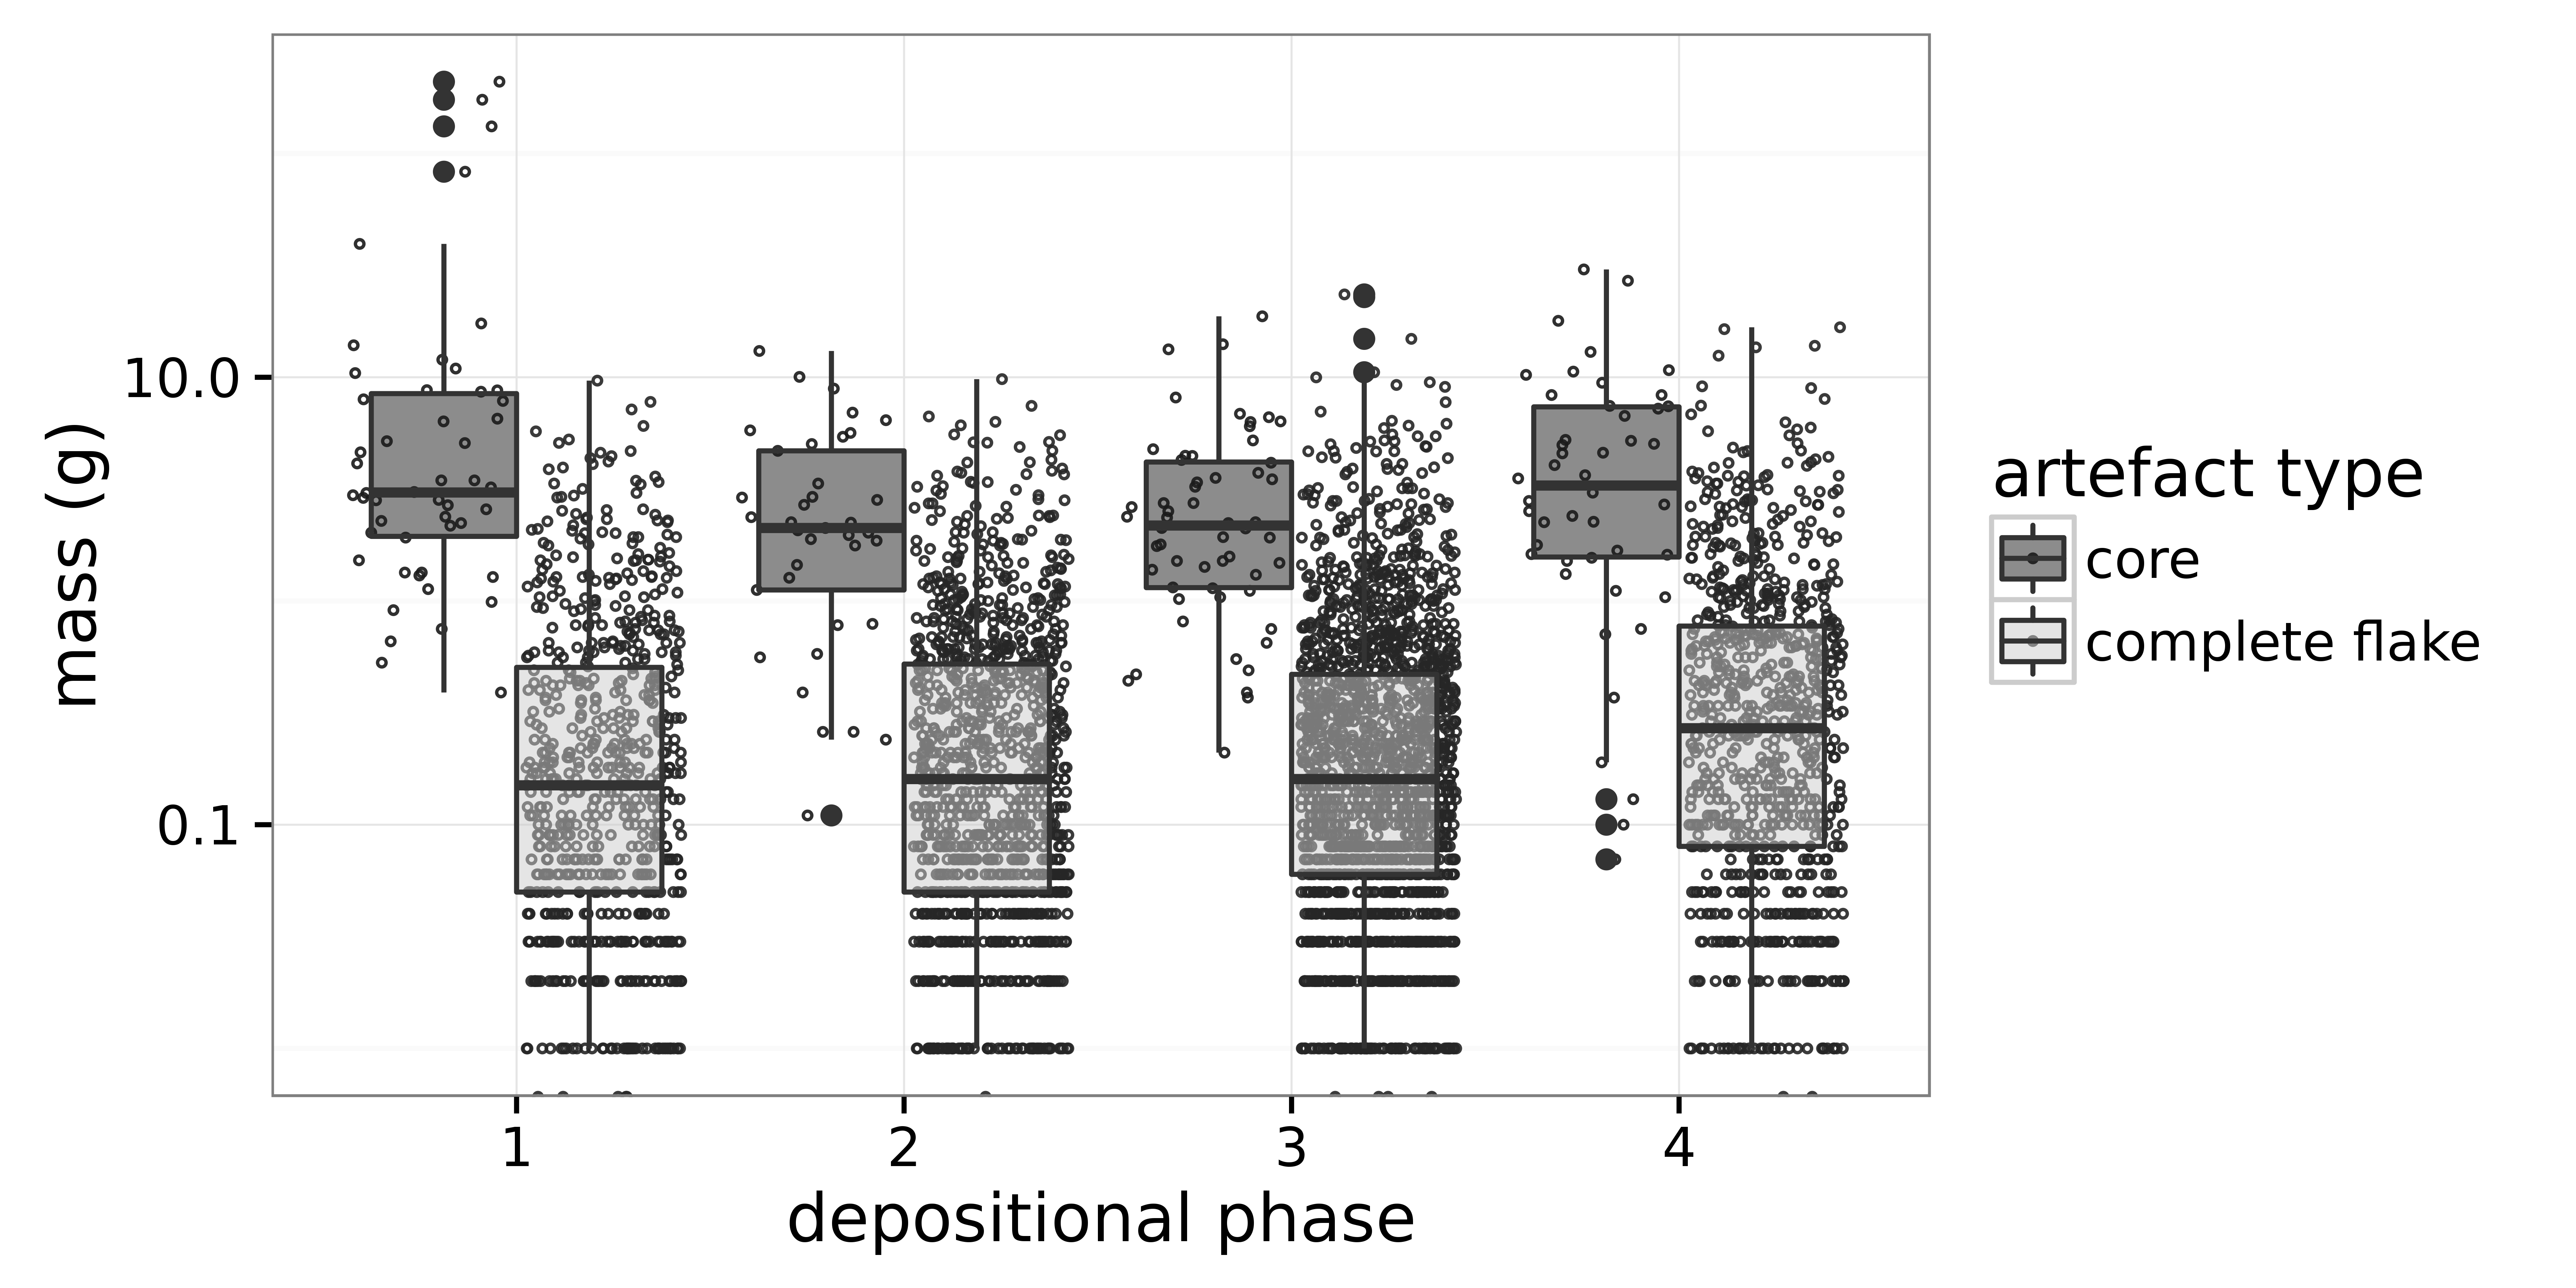 mass (g)
10.0
0.1
1 2 3 4
depositional phase
artefact type
core
complete flake